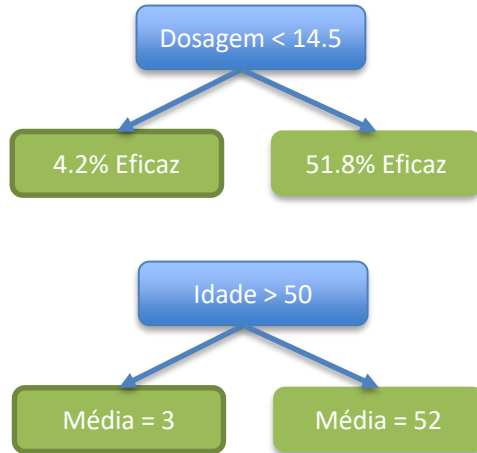 Dosagem < 14.5
4.2% Eficaz
51.8% Eficaz
Idade > 50
Média = 3
Média = 52